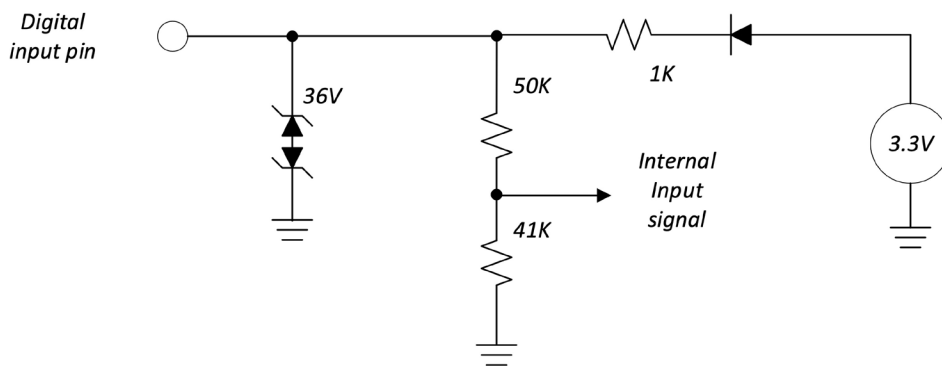 Digital
input pin
36V
50K
1K
3.3V
Internal
Input
signal
41K